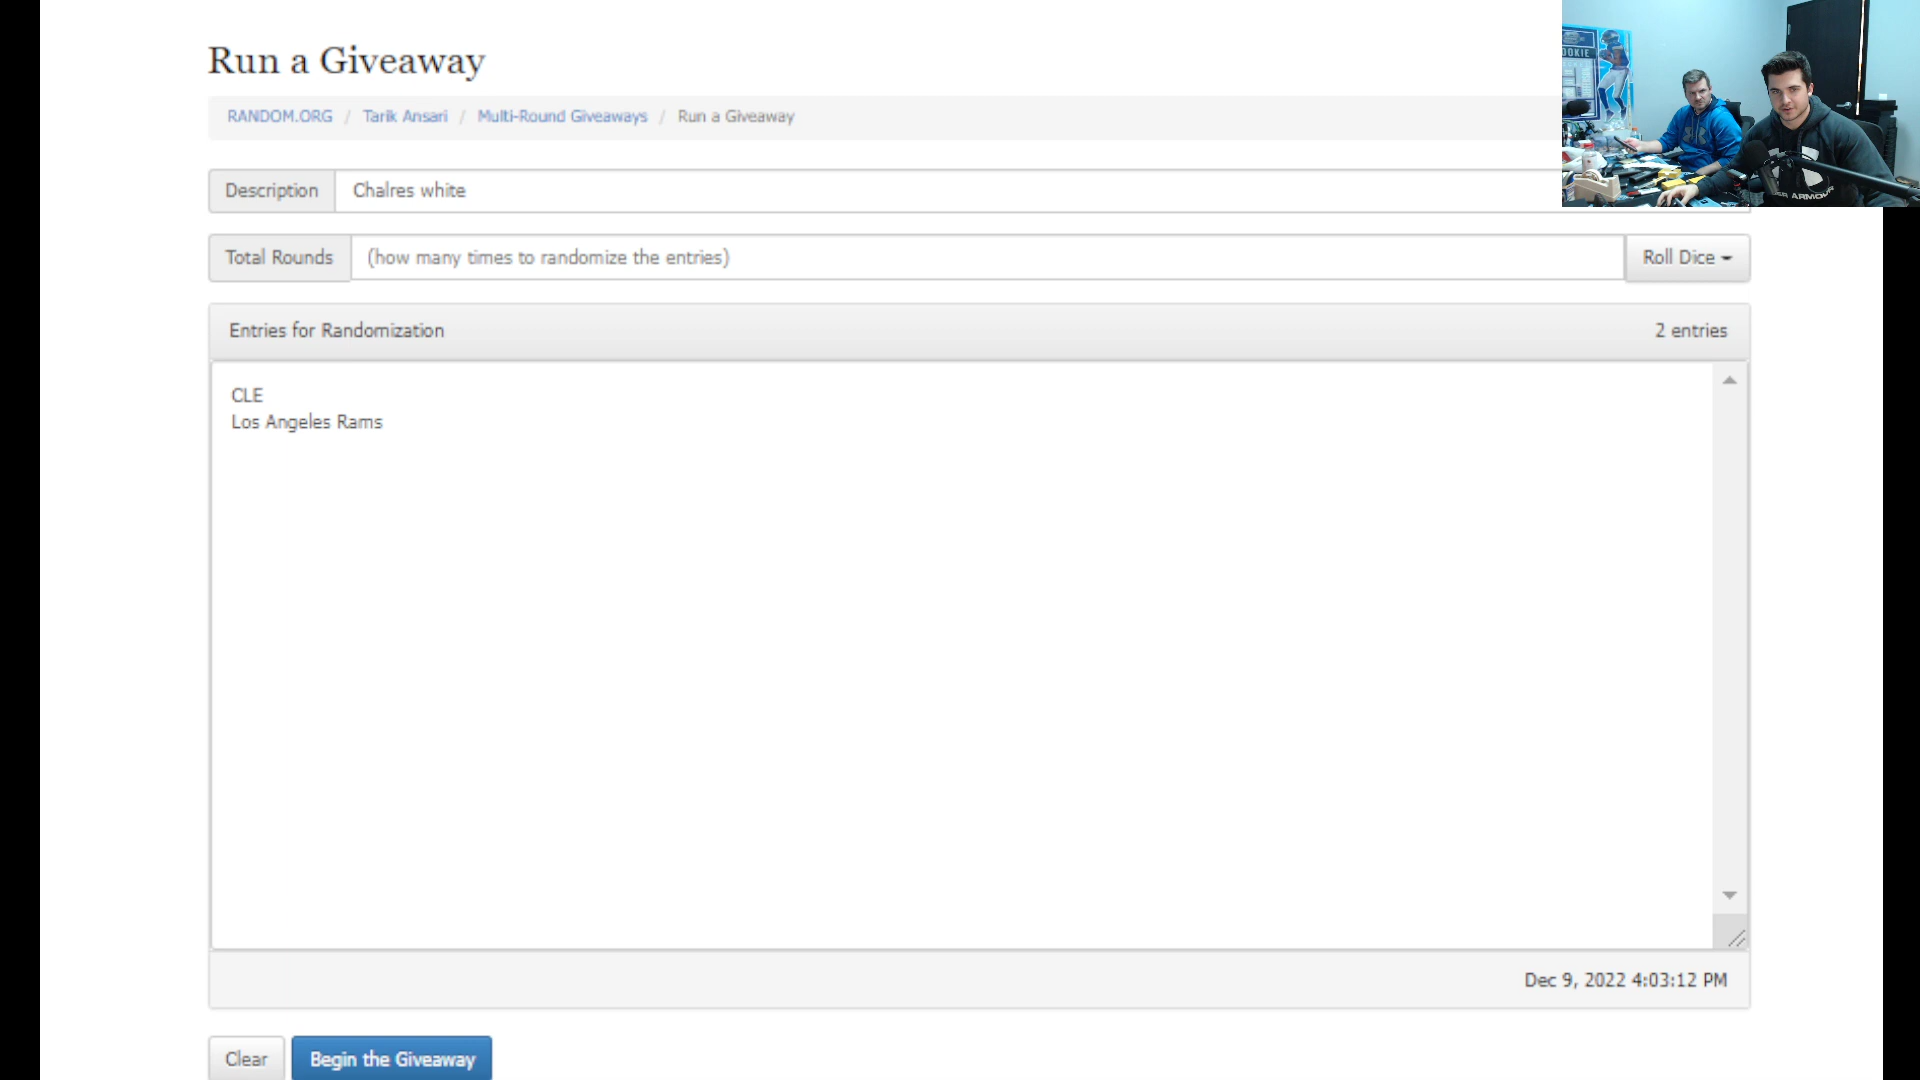 Run a Giveaway
RANDOM.ORG / Tarik Ansari / Multi-Round Giveaways / Run a Giveaway
Description Chalres white
Total Rounds (how many times to randomize the entries) Roll Dice
Entries for Randomization 2 entries
CLE
Los Angeles Rams
Dec 9, 2022 4:03:12 PM
Clear Begin the Giveaway